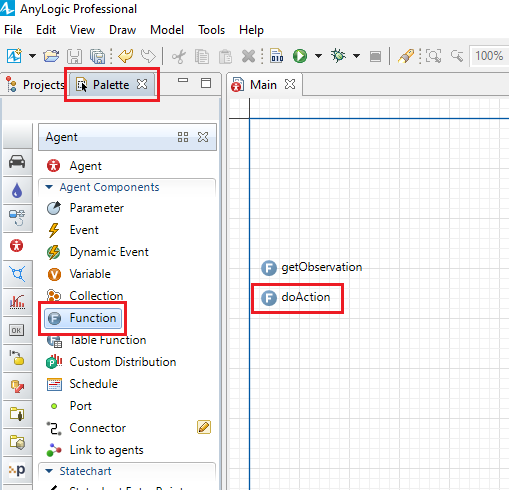 AnyLogic Professional
File Edit View Draw Model Tools Help
100%
Projects Palette Main
Agent
Agent
Agent Components
Parameter
Event
Dynamic Event
getObservation
Variable
Collection
doAction
Function
Table Function
Custom Distribution
Schedule
Port
Connector
Link to agents
Statechart